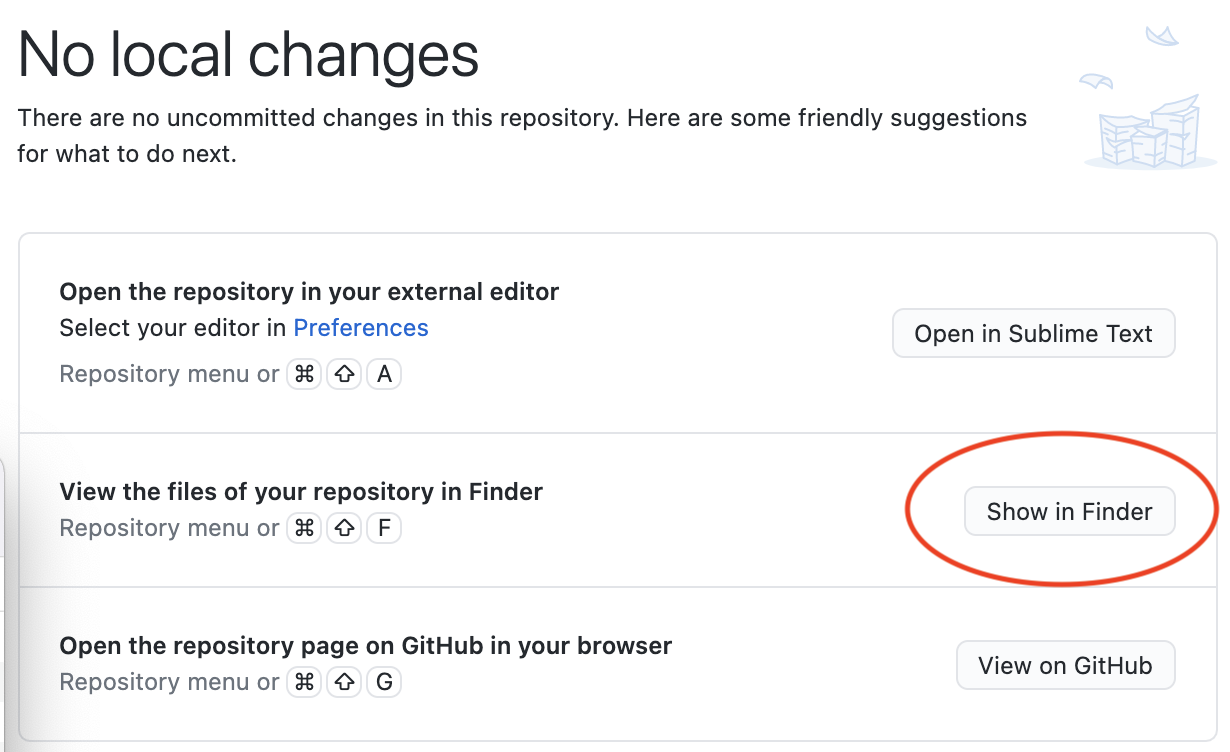 No local changes
There are no uncommitted changes in this repository. Here are some friendly suggestions
for what to do next.
Open the repository in your external editor
Select your editor in Preferences
Open in Sublime Text
Repository menu or ⌘ ⇧ A
View the files of your repository in Finder
Show in Finder
Repository menu or ⌘ ⇧ F
Open the repository page on GitHub in your browser
View on GitHub
Repository menu or ⌘ ⇧ G